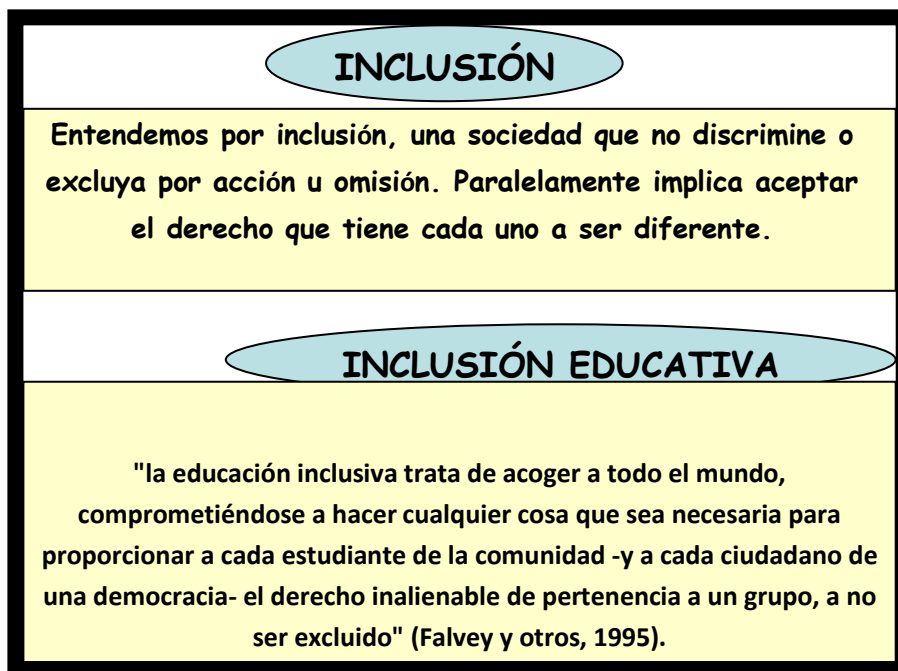 INCLUSIÓN
Entendemos por inclusión, una sociedad que no discrimine o
excluya por acción u omisión. Paralelamente implica aceptar
el derecho que tiene cada uno a ser diferente.
INCLUSIÓN EDUCATIVA
"la educación inclusiva trata de acoger a todo el mundo,
comprometiéndose a hacer cualquier cosa que sea necesaria para
proporcionar a cada estudiante de la comunidad -y a cada ciudadano de
una democracia- el derecho inalienable de pertenencia a un grupo, a no
ser excluido" (Falvey y otros, 1995).